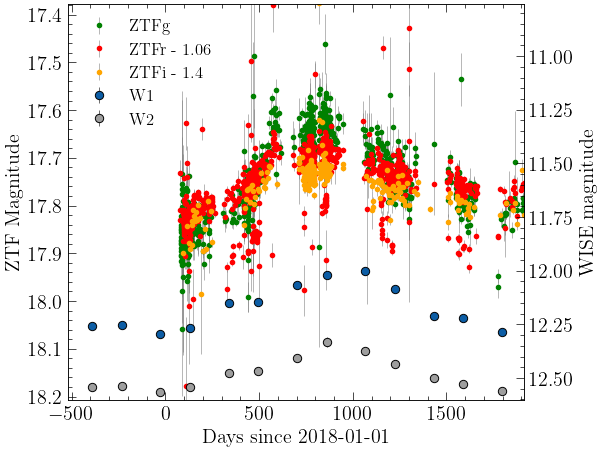 ZTFg
ZTFr - 1.06
ZTFi - 1.4
W1
W2
17.4
17.5
17.6
17.7
17.8
17.9
18.0
18.1
18.2
ZTF Magnitude
11.00
11.25
11.50
11.75
12.00
12.25
12.50
WISE magnitude
−500
0
500
1000
1500
Days since 2018-01-01